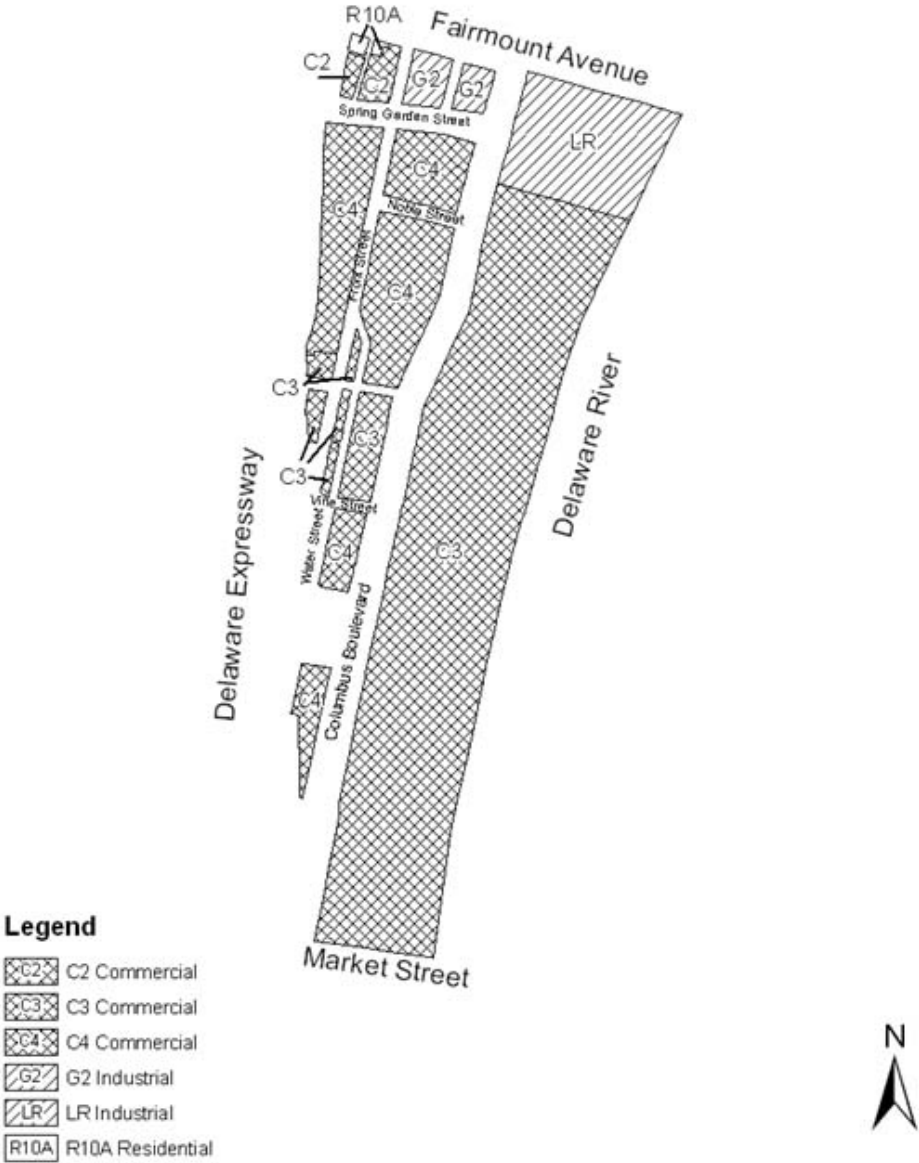 R10A
Fairmount Avenue
C2
C2
G2
G2
Spring Garden Street
LR
C4
C4
Noble Street
Front Street
C4
C3
C3
C3
Vine Street
Water Street
C4
C3
Delaware River
Delaware Expressway
Columbus Boulevard
C4
Market Street
Legend
C2 C2 Commercial
C3 C3 Commercial
C4 C4 Commercial
G2 G2 Industrial
LR LR Industrial
R10A R10A Residential
N